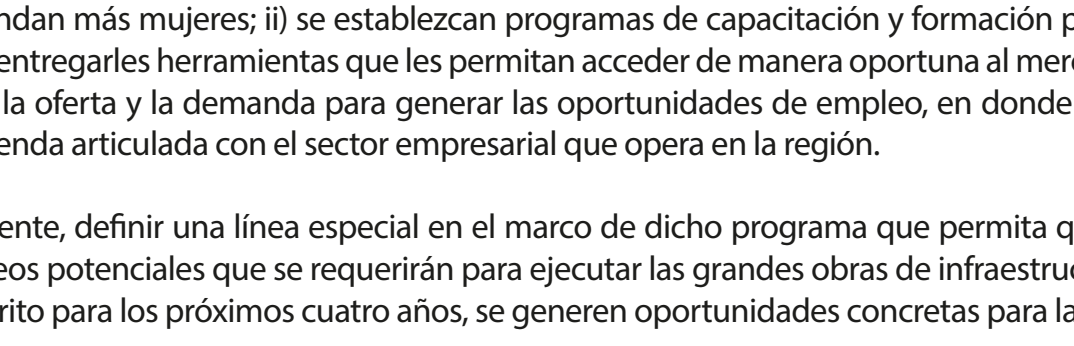 ndan más mujeres; ii) se establezcan programas de capacitación y formación p
entregarles herramientas que les permitan acceder de manera oportuna al merc
la oferta y la demanda para generar las oportunidades de empleo, en donde
enda articulada con el sector empresarial que opera en la región.
ente, definir una línea especial en el marco de dicho programa que permita q
eos potenciales que se requerirán para ejecutar las grandes obras de infraestruc
rito para los próximos cuatro años, se generen oportunidades concretas para la